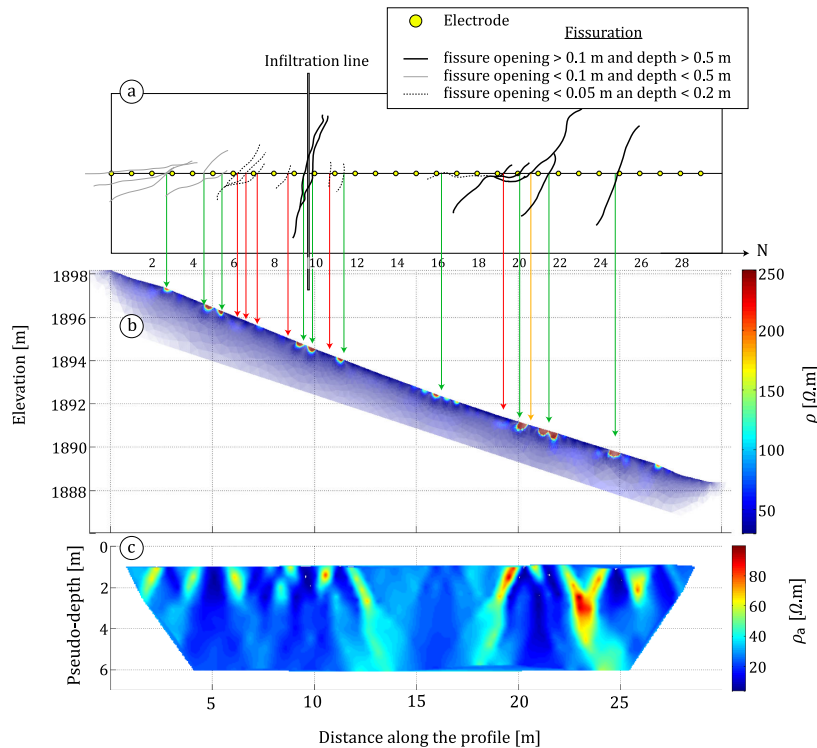 Electrode
Fissuration
fissure opening > 0.1 m and depth > 0.5 m
fissure opening < 0.1 m and depth < 0.5 m
fissure opening < 0.05 m an depth < 0.2 m
Infiltration line
a
2 4 6 8 10 12 14 16 18 20 22 24 26 28 N
1898
1896
1894
1892
1890
1888
Elevation [m]
b
250
200
150
100
50
ρ [Ω.m]
c
0
2
4
6
Pseudo-depth [m]
80
60
40
20
ρa [Ω.m]
5 10 15 20 25
Distance along the profile [m]